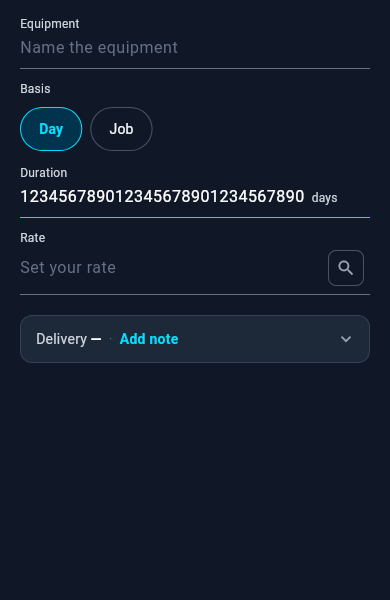 Equipment
Name the equipment
Basis
Day Job
Duration
123456789012345678901234567890 days
Rate
Set your rate
Delivery — · Add note